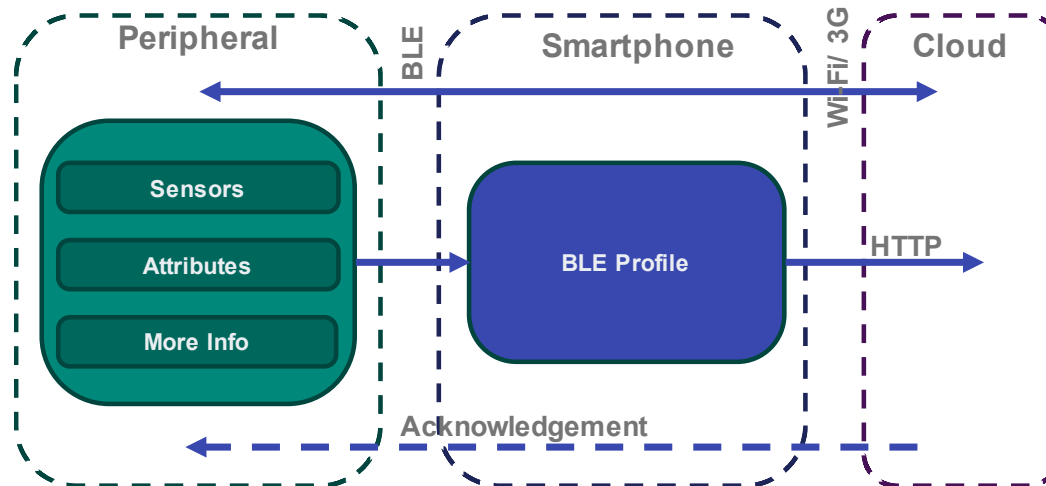 Peripheral
BLE
Smartphone
Wi-Fi/ 3G
Cloud
Sensors
Attributes
More Info
BLE Profile
HTTP
Acknowledgement